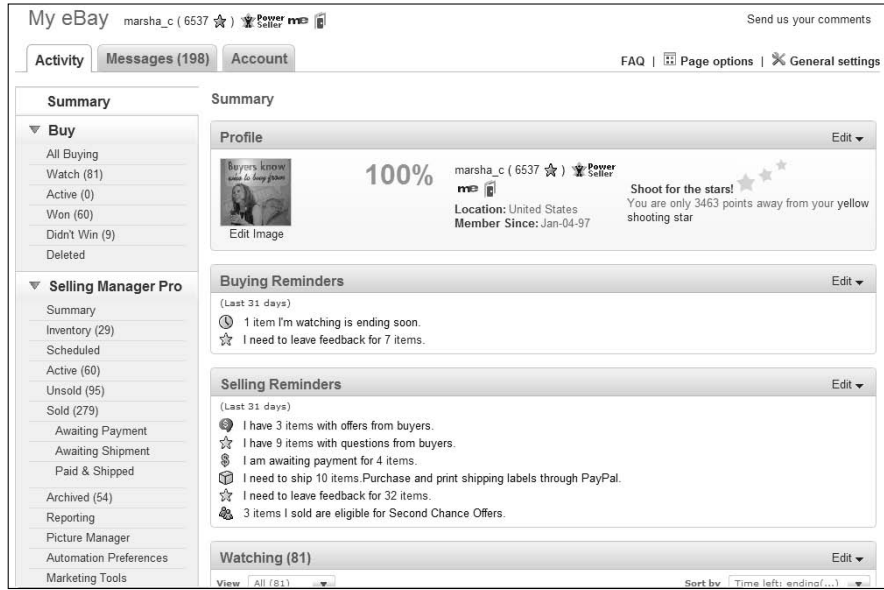 My eBay marsha_c ( 6537 ) Power Seller me
Send us your comments
Activity Messages (198) Account
FAQ | Page options | General settings
Summary
Buy
All Buying
Watch (81)
Active (0)
Won (60)
Didn't Win (9)
Deleted
Selling Manager Pro
Summary
Inventory (29)
Scheduled
Active (60)
Unsold (95)
Sold (279)
Awaiting Payment
Awaiting Shipment
Paid & Shipped
Archived (54)
Reporting
Picture Manager
Automation Preferences
Marketing Tools
Summary
Profile Edit
Buyers know
who to buy from
Edit Image
100%
marsha_c ( 6537 ) Power Seller
me
Location: United States
Member Since: Jan-04-97
Shoot for the stars!
You are only 3463 points away from your yellow
shooting star
Buying Reminders Edit
(Last 31 days)
1 item I'm watching is ending soon.
I need to leave feedback for 7 items.
Selling Reminders Edit
(Last 31 days)
I have 3 items with offers from buyers.
I have 9 items with questions from buyers.
I am awaiting payment for 4 items.
I need to ship 10 items.Purchase and print shipping labels through PayPal.
I need to leave feedback for 32 items.
3 items I sold are eligible for Second Chance Offers.
Watching (81) Edit
View All (81) Sort by Time left: ending(...)